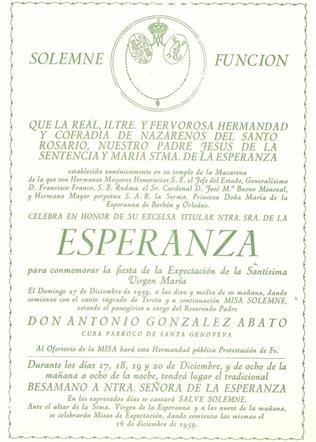 SOLEMNE FUNCION
QUE LA REAL, ILTRE. Y FERVOROSA HERMANDAD
Y COFRADIA DE NAZARENOS DEL SANTO
ROSARIO, NUESTRO PADRE JESUS DE LA
SENTENCIA Y MARIA STMA. DE LA ESPERANZA
establecida canónicamente en su templo de la Macarena
de la que son Hermanos Mayores Honorarios S. E. el Jefe del Estado, Generalísimo
D. Francisco Franco, S. E. Rvdma. el Sr. Cardenal D. José M.ª Bueno Monreal,
y Hermana Mayor perpetua S. A. R. la Serma. Princesa Doña María de la
Esperanza de Borbón y Orleáns.
CELEBRA EN HONOR DE SU EXCELSA TITULAR NTRA. SRA. DE LA
ESPERANZA
para conmemorar la fiesta de la Expectación de la Santísima
Virgen María
El Domingo 27 de Diciembre de 1959, a las diez y media de su mañana, dando
comienzo con el canto sagrado de Tercia y a continuación MISA SOLEMNE,
estando el panegírico a cargo del Reverendo Padre
DON ANTONIO GONZALEZ ABATO
CURA PARROCO DE SANTA GENOVEVA
Al Ofertorio de la MISA hará esta Hermandad pública Protestación de Fe.
Durante los días 17, 18, 19 y 20 de Diciembre, y de ocho de la
mañana a ocho de la noche, tendrá lugar el tradicional
BESAMANO A NTRA. SEÑORA DE LA ESPERANZA
En los expresados días se cantará SALVE SOLEMNE.
Ante el altar de la Stma. Virgen de la Esperanza y a las nueve de la mañana,
se celebrarán Misas de Expectación, dando comienzo las mismas el
16 de diciembre de 1959.